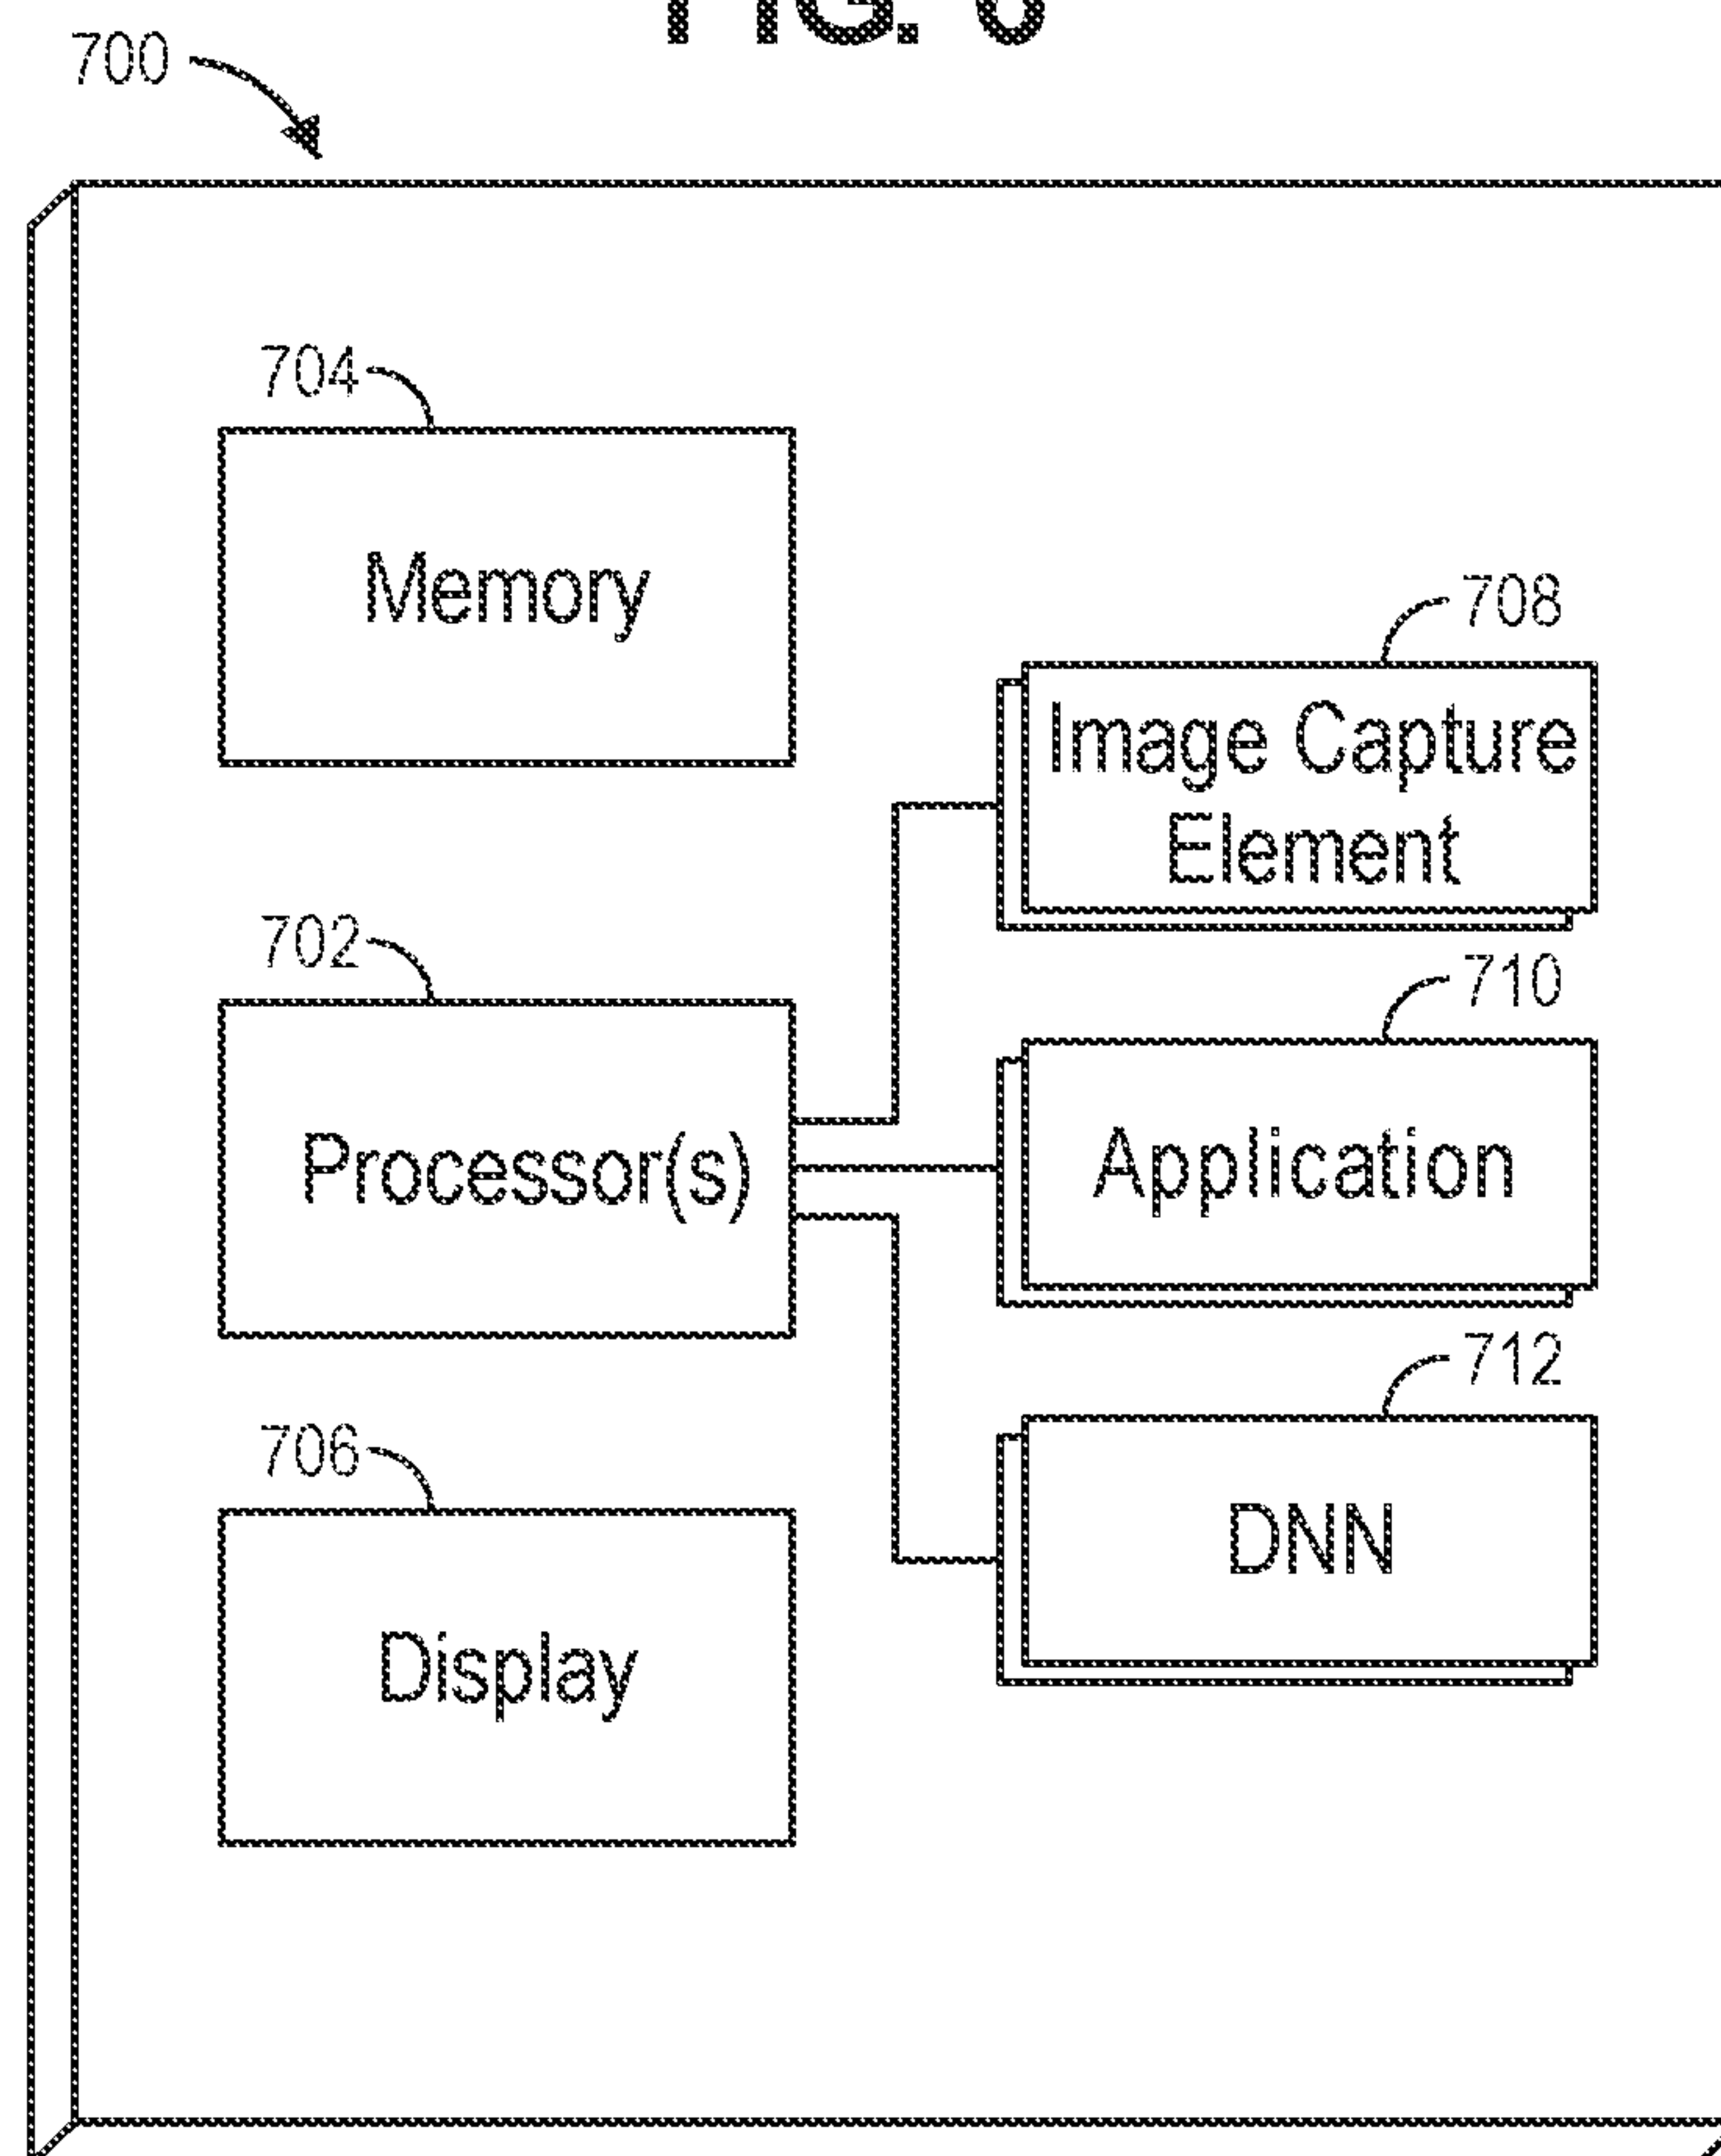 700
704
Memory
708
Image Capture
Element
702
Processor(s)
710
Application
706
Display
712
DNN